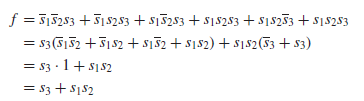 f = s̅₁s̅₂s₃ + s̅₁s₂s₃ + s₁s̅₂s₃ + s₁s₂s₃ + s₁s₂s̅₃ + s₁s₂s₃
= s₃(s̅₁s̅₂ + s̅₁s₂ + s₁s̅₂ + s₁s₂) + s₁s₂(s̅₃ + s₃)
= s₃ · 1 + s₁s₂
= s₃ + s₁s₂